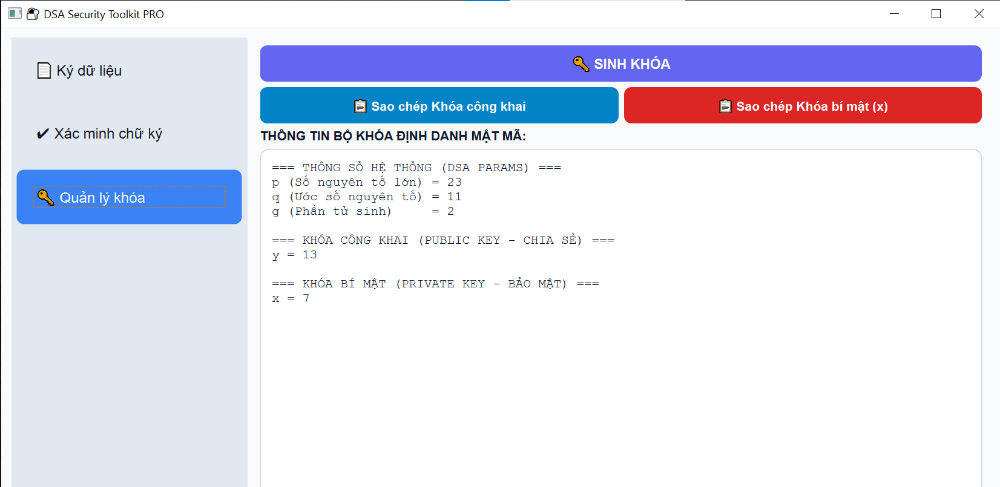 DSA Security Toolkit PRO
Ký dữ liệu
Xác minh chữ ký
Quản lý khóa
SINH KHÓA
Sao chép Khóa công khai
Sao chép Khóa bí mật (x)
THÔNG TIN BỘ KHÓA ĐỊNH DANH MẬT MÃ:
=== THÔNG SỐ HỆ THỐNG (DSA PARAMS) ===
p (Số nguyên tố lớn) = 23
q (Ước số nguyên tố) = 11
g (Phần tử sinh)     = 2
=== KHÓA CÔNG KHAI (PUBLIC KEY - CHIA SẺ) ===
y = 13
=== KHÓA BÍ MẬT (PRIVATE KEY - BẢO MẬT) ===
x = 7